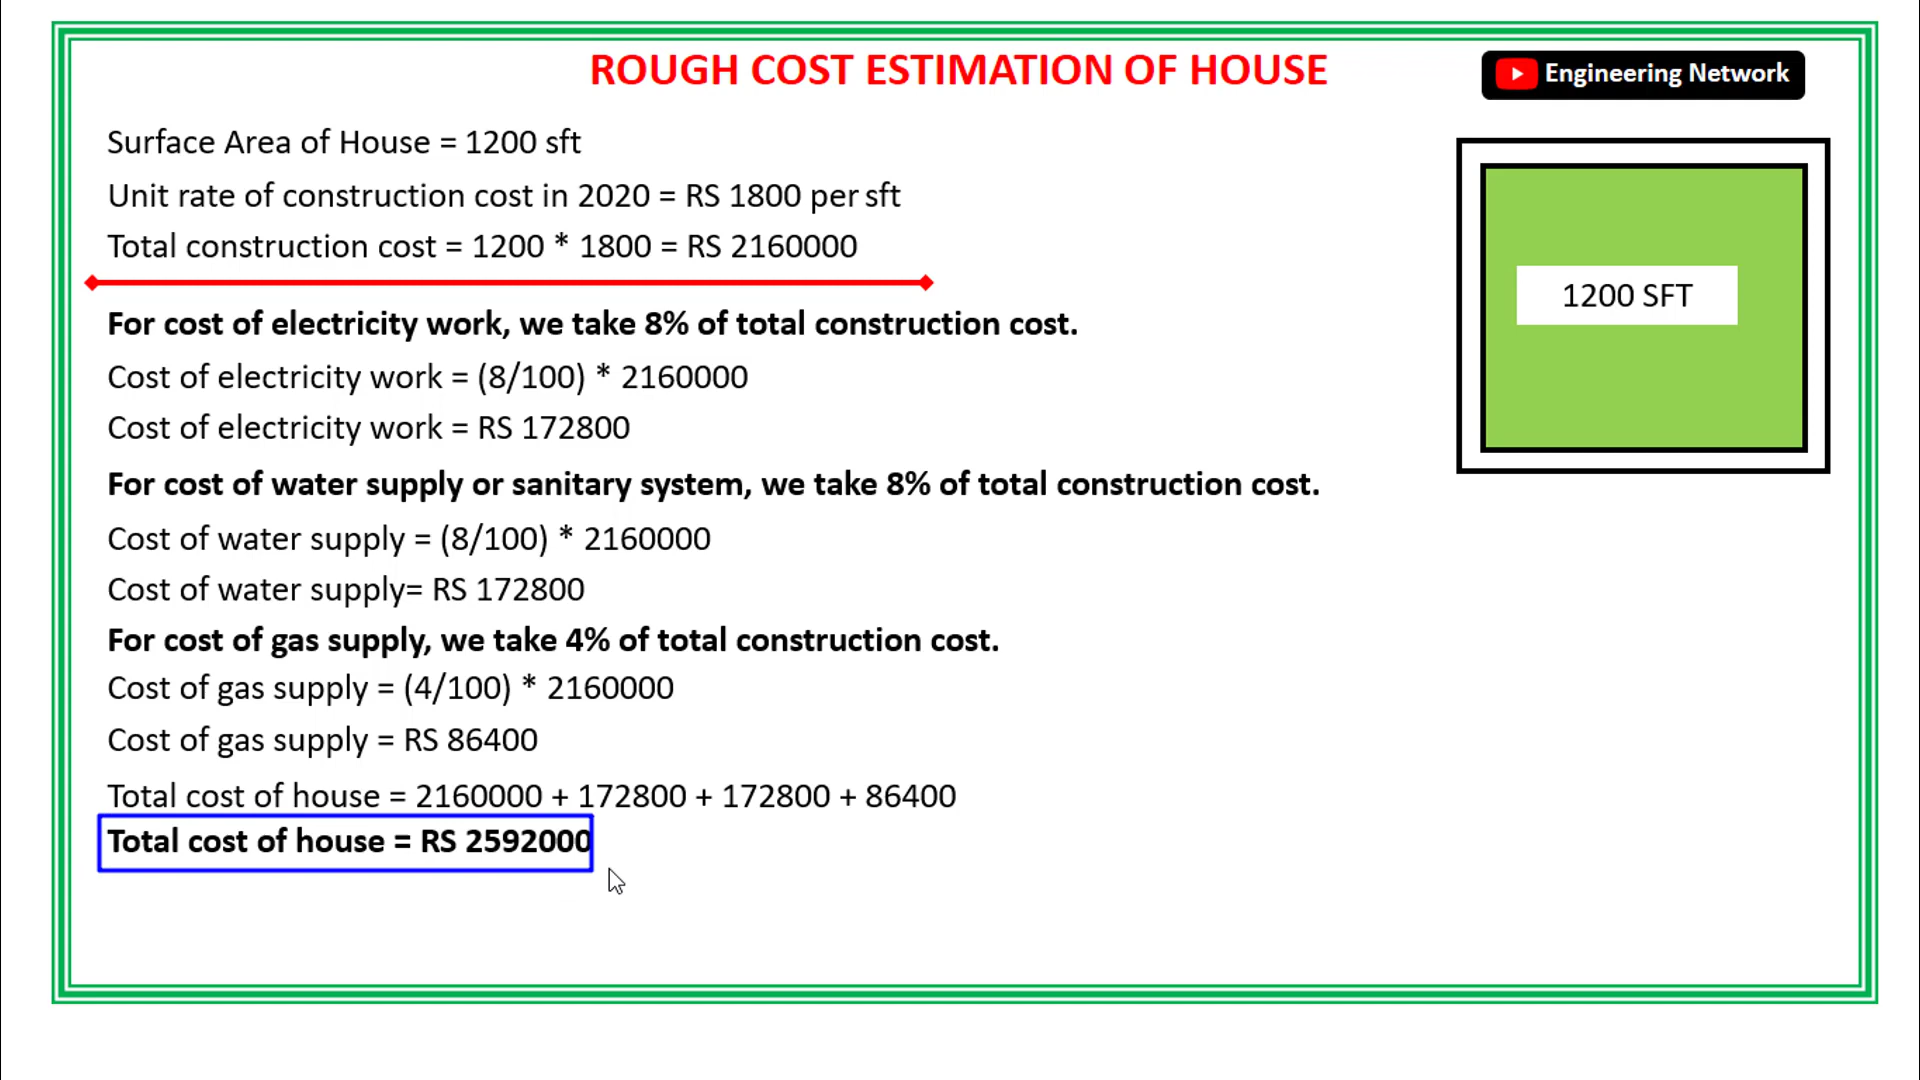 ROUGH COST ESTIMATION OF HOUSE
Engineering Network
Surface Area of House = 1200 sft
Unit rate of construction cost in 2020 = RS 1800 per sft
Total construction cost = 1200 * 1800 = RS 2160000
1200 SFT
For cost of electricity work, we take 8% of total construction cost.
Cost of electricity work = (8/100) * 2160000
Cost of electricity work = RS 172800
For cost of water supply or sanitary system, we take 8% of total construction cost.
Cost of water supply = (8/100) * 2160000
Cost of water supply= RS 172800
For cost of gas supply, we take 4% of total construction cost.
Cost of gas supply = (4/100) * 2160000
Cost of gas supply = RS 86400
Total cost of house = 2160000 + 172800 + 172800 + 86400
Total cost of house = RS 2592000